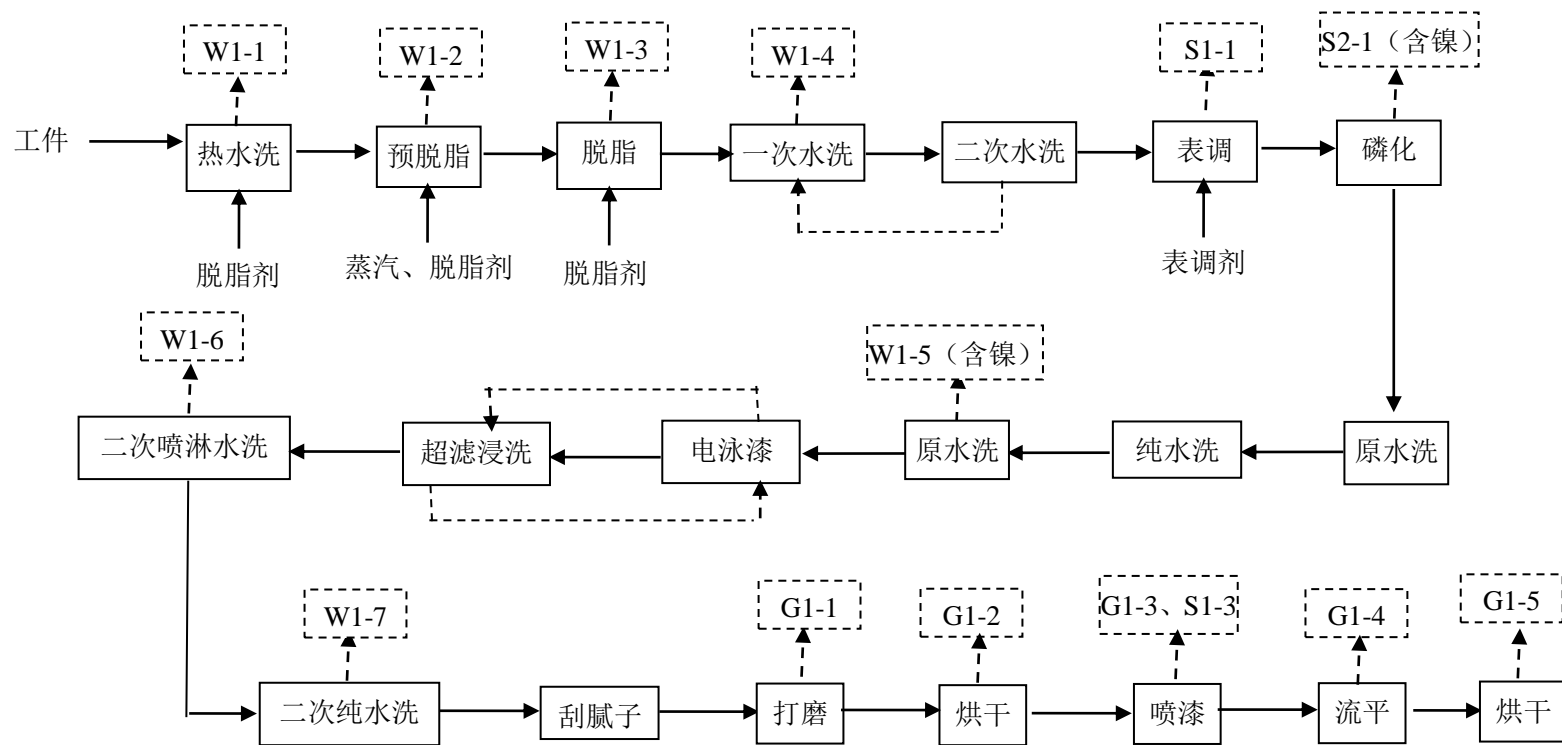 W1-1
W1-2
W1-3
W1-4
S1-1
S2-1（含镍）
工件
热水洗
预脱脂
脱脂
一次水洗
二次水洗
表调
磷化
脱脂剂
蒸汽、脱脂剂
脱脂剂
表调剂
W1-6
W1-5（含镍）
二次喷淋水洗
超滤浸洗
电泳漆
原水洗
纯水洗
原水洗
W1-7
G1-1
G1-2
G1-3、S1-3
G1-4
G1-5
二次纯水洗
刮腻子
打磨
烘干
喷漆
流平
烘干